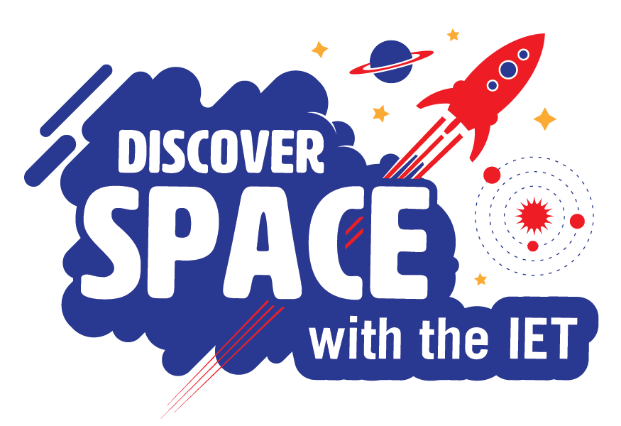 DISCOVER
SPACE
with the IET